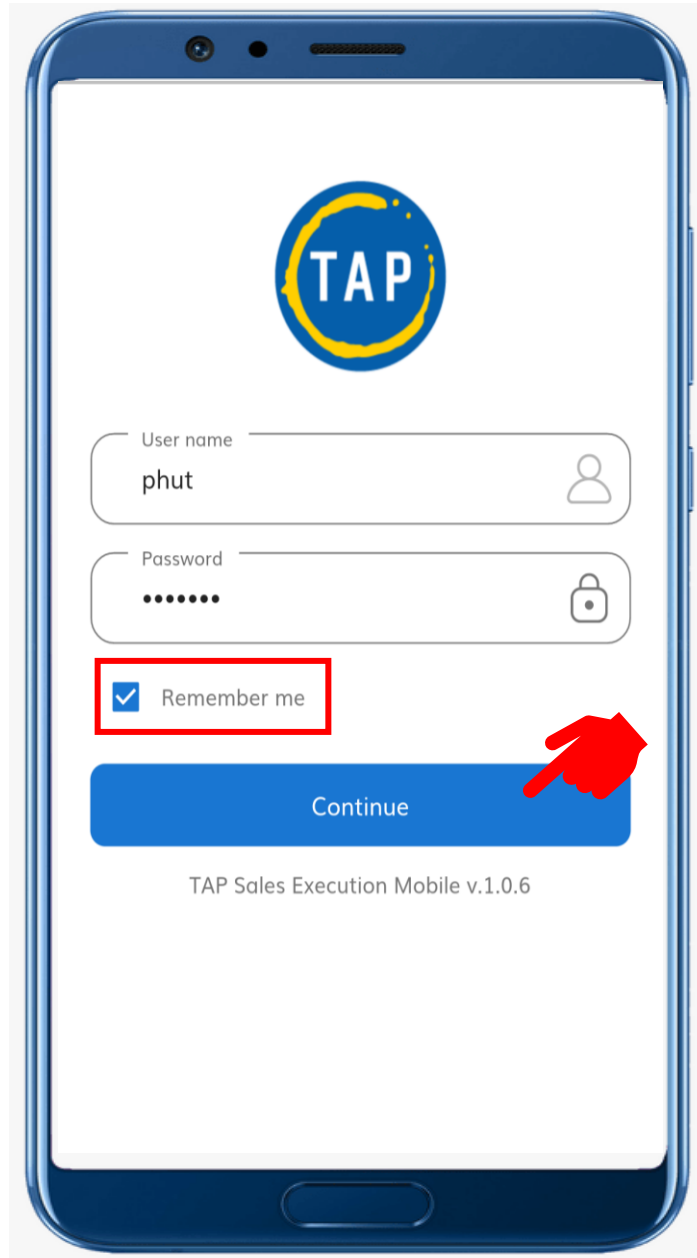 TAP
User name
phut
Password
•••••••
Remember me
Continue
TAP Sales Execution Mobile v.1.0.6